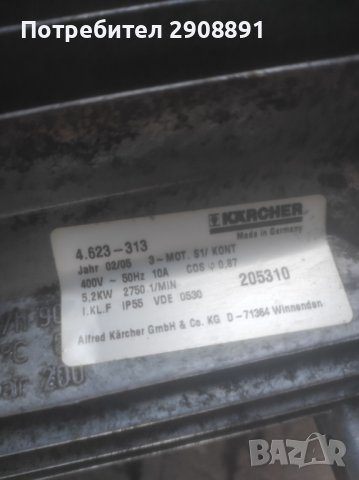 Потребител 2908891
KÄRCHER
Made in Germany
4.623-313
Jahr 02/05 3~MOT. S1/ KONT
400V ~ 50Hz 10A COS φ 0.87
5.2KW 2750.1/MIN 205310
I.KL.F IP55 VDE 0530
Alfred Kärcher GmbH & Co. KG D-71364 Winnenden
200
BAZAR